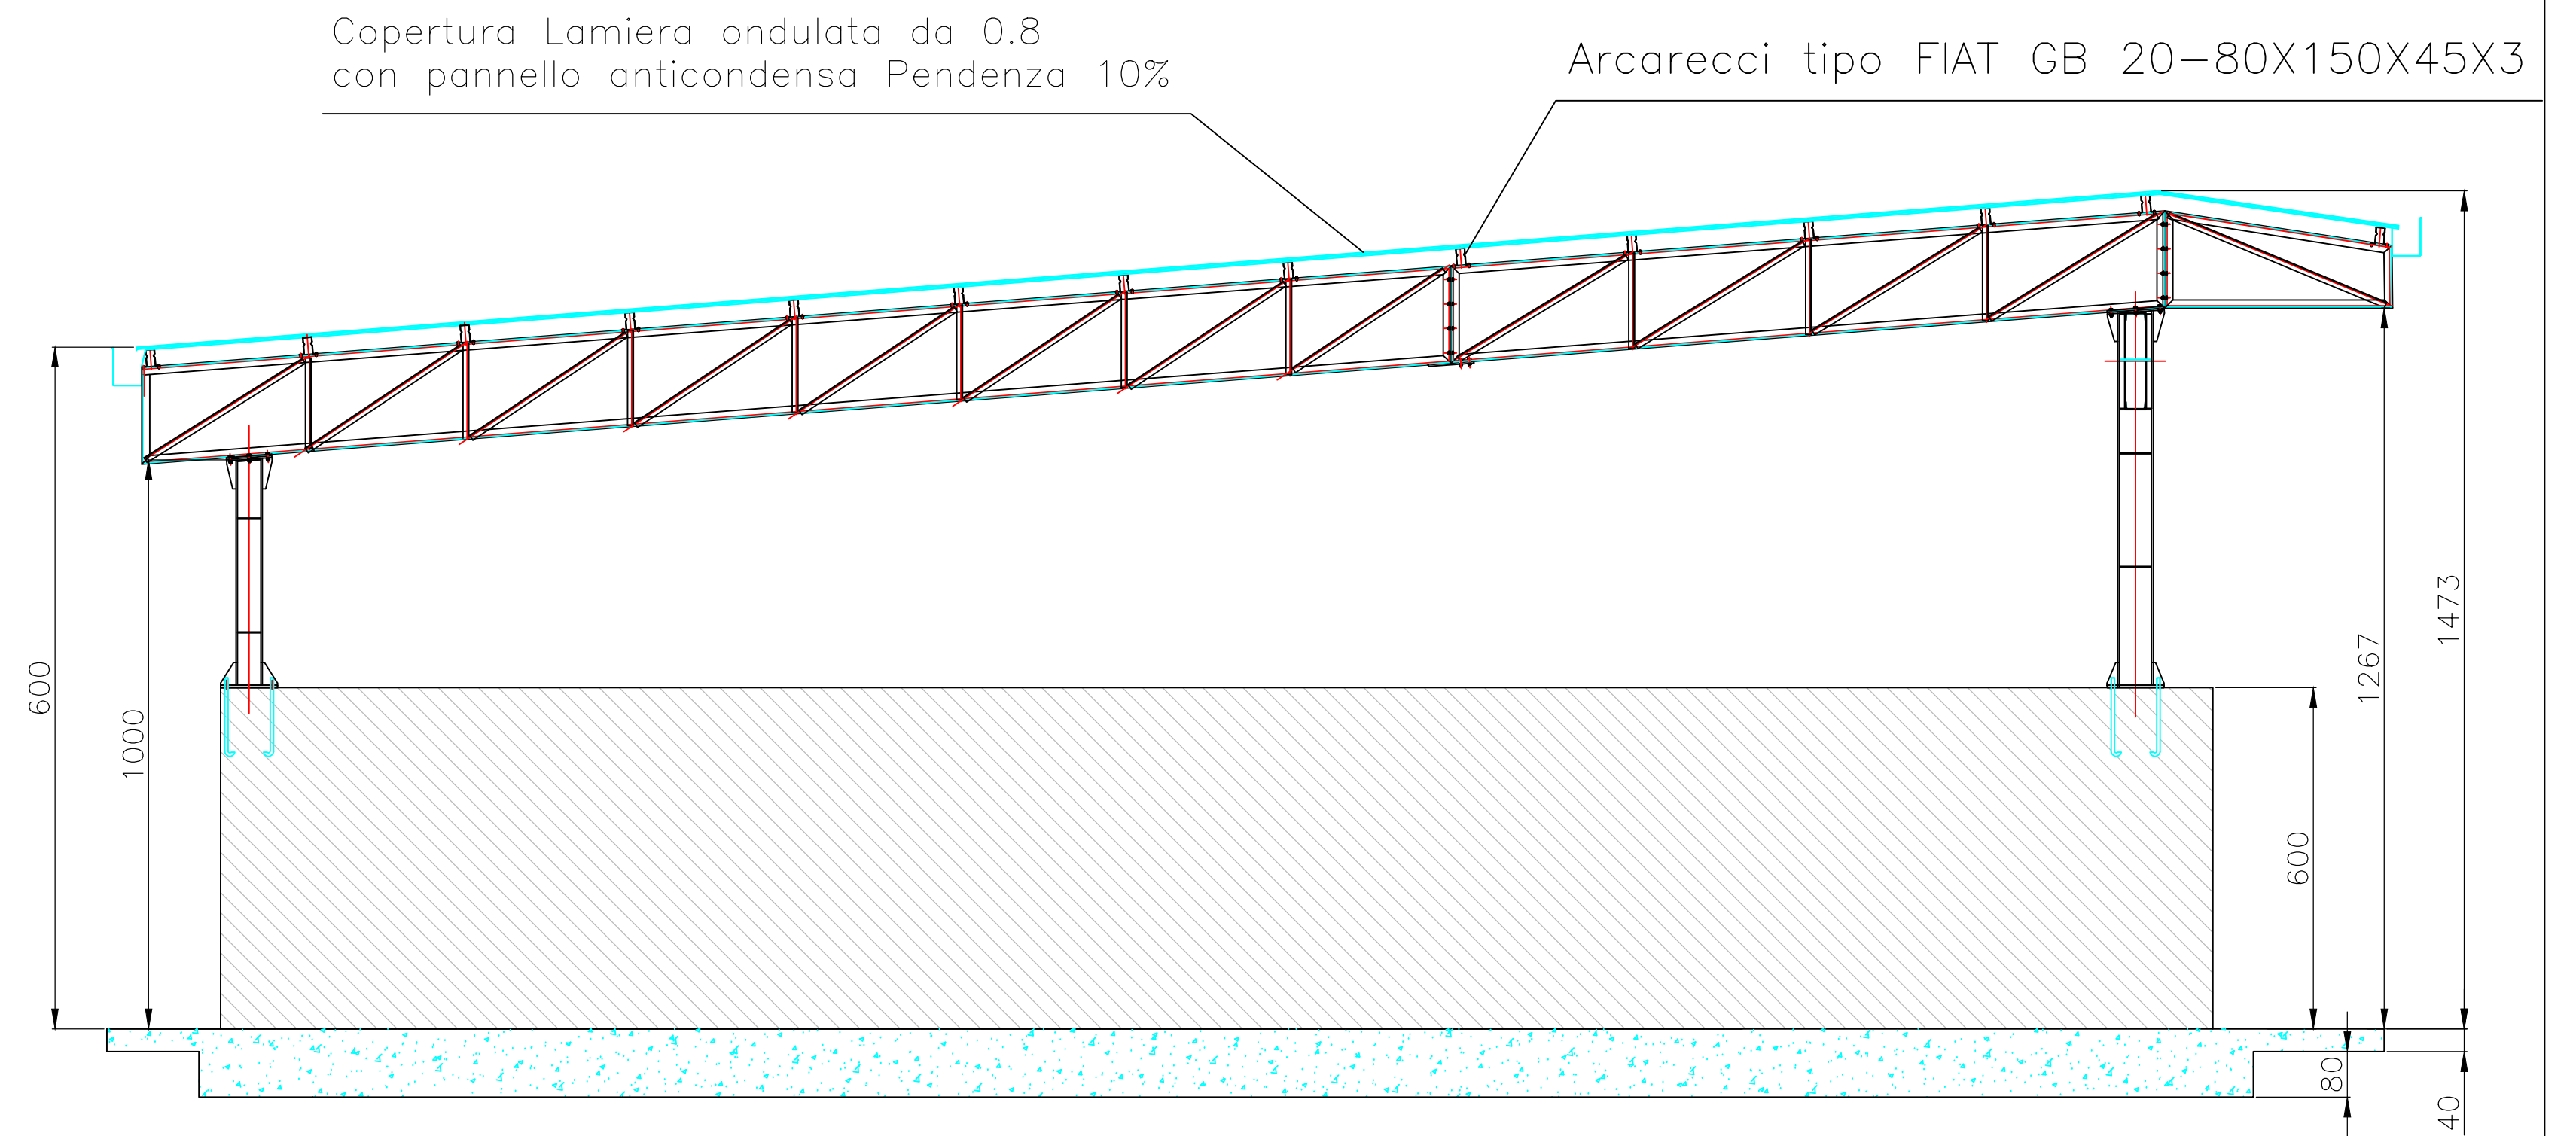 Copertura Lamiera ondulata da 0.8
con pannello anticondensa Pendenza 10%
Arcarecci tipo FIAT GB 20-80X150X45X3
600
1000
600
1267
1473
80
40